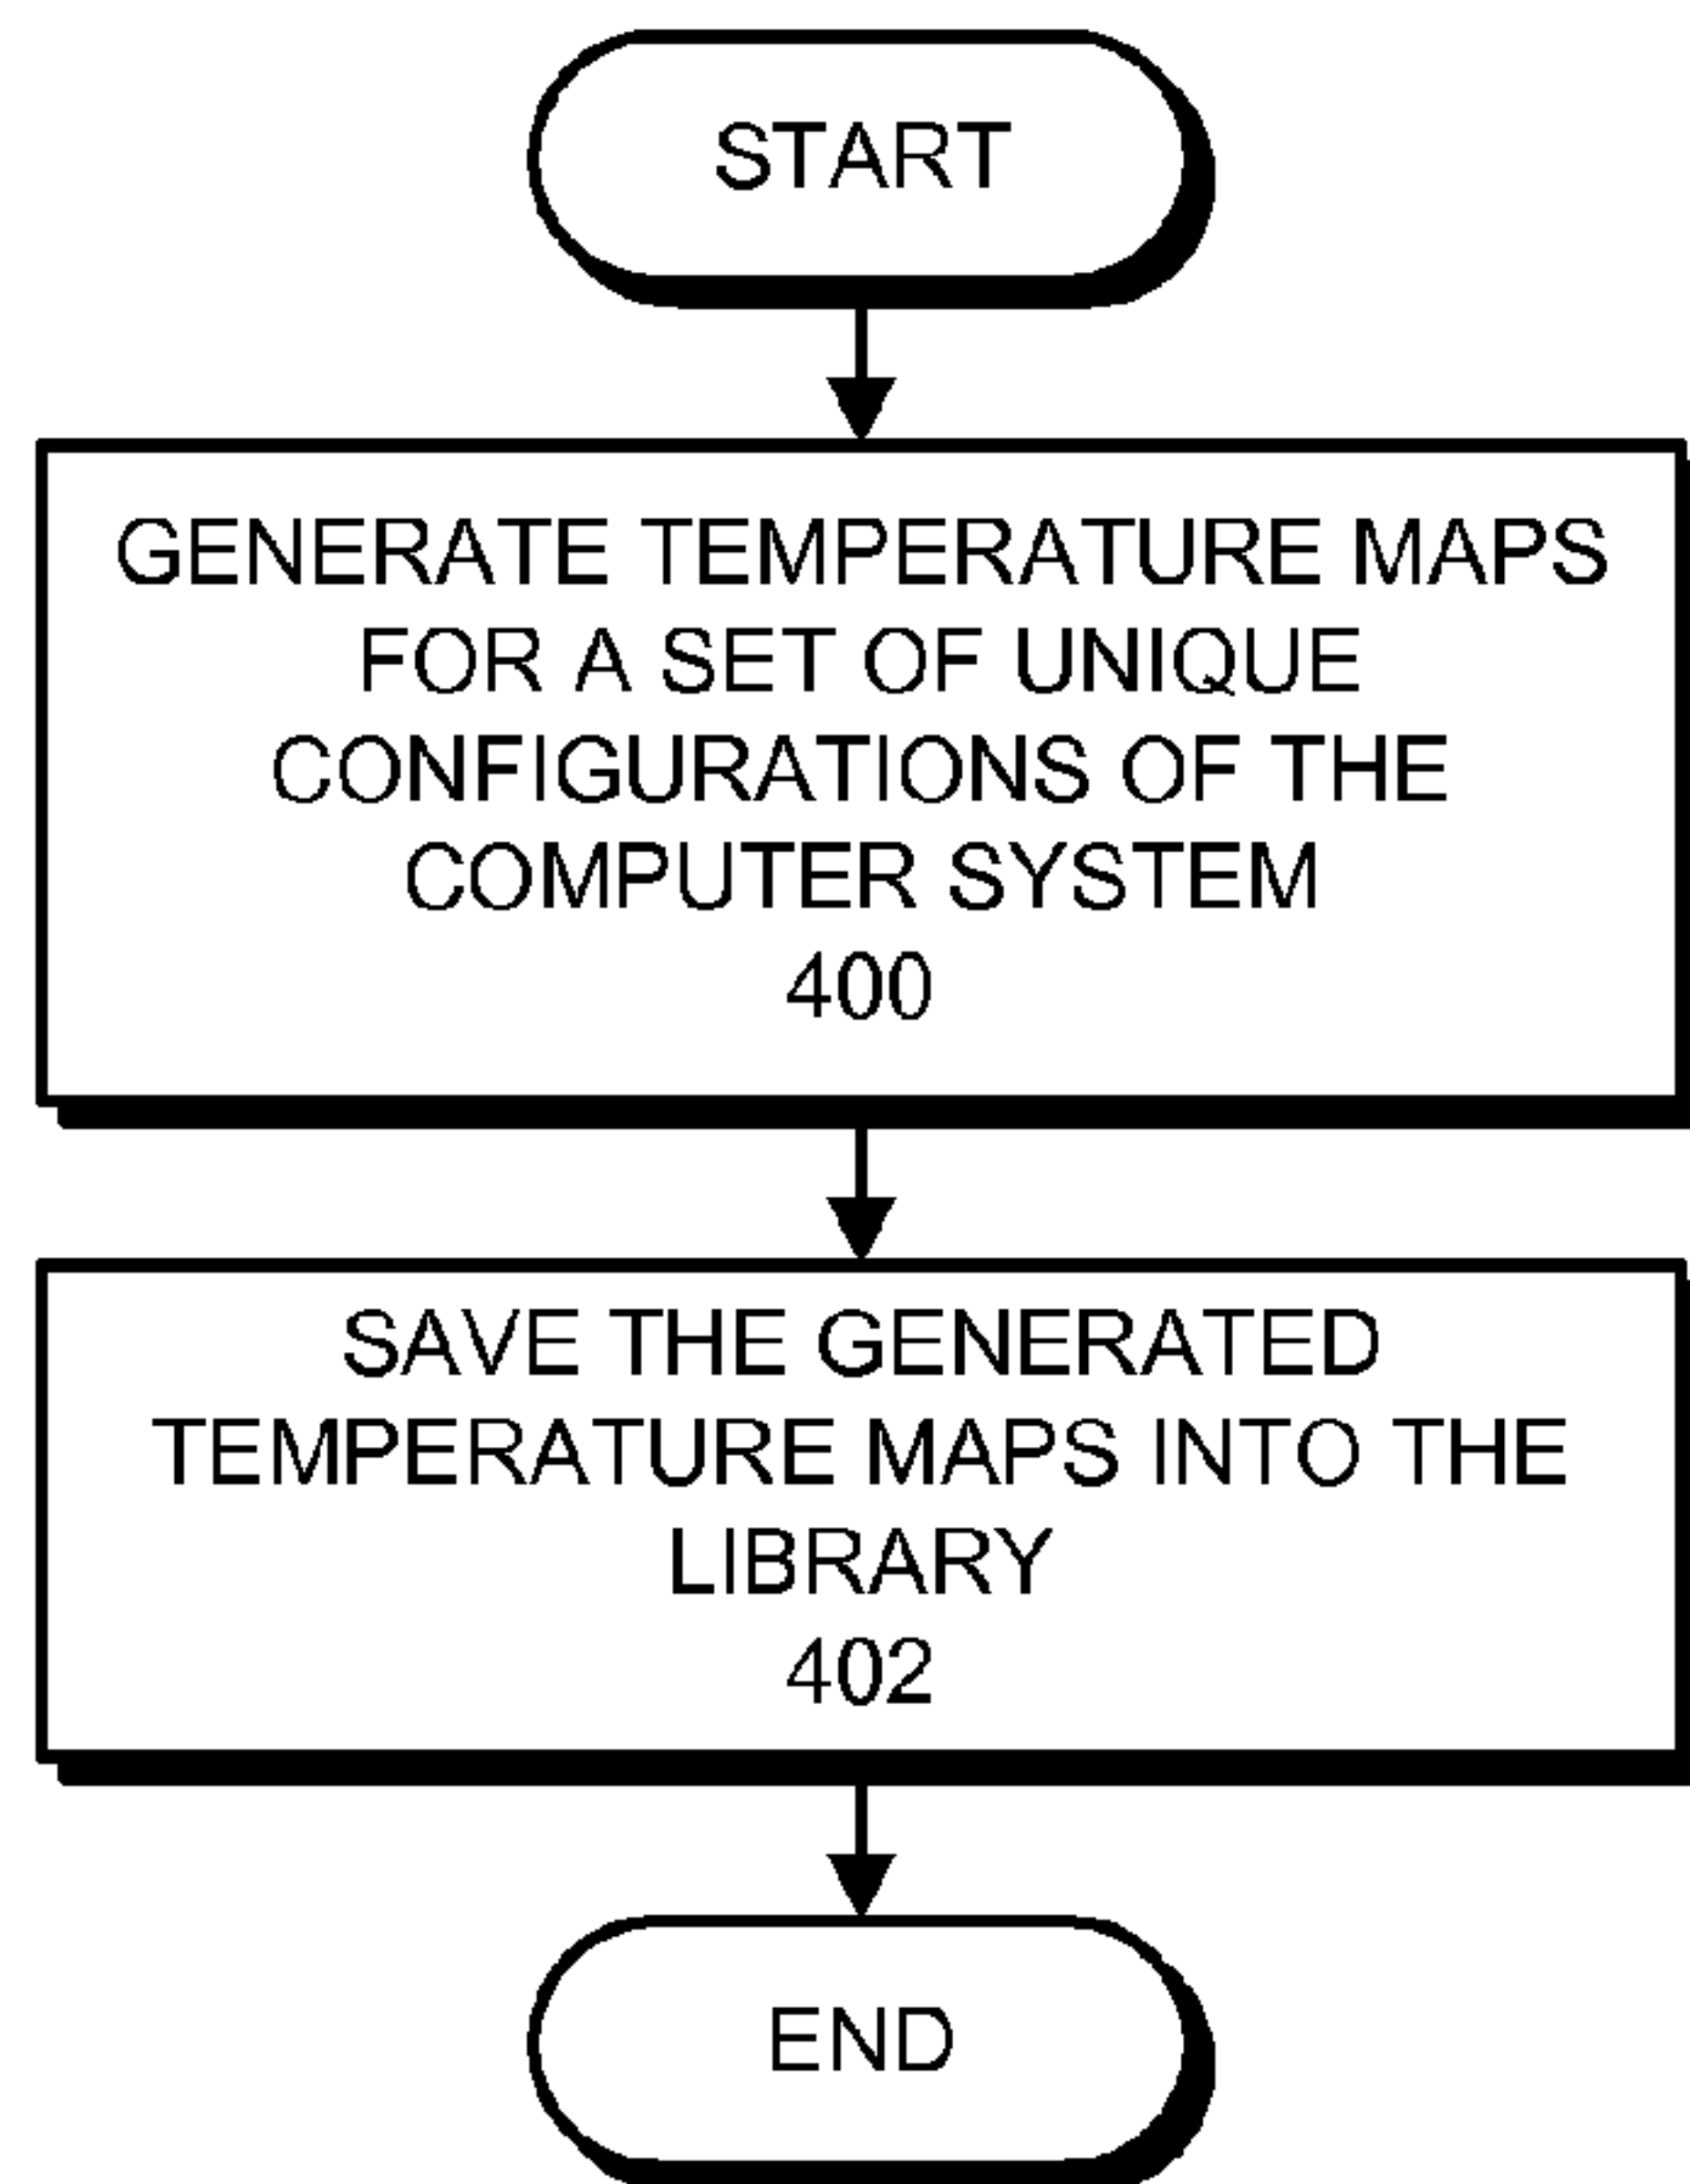 START
GENERATE TEMPERATURE MAPS
FOR A SET OF UNIQUE
CONFIGURATIONS OF THE
COMPUTER SYSTEM
400
SAVE THE GENERATED
TEMPERATURE MAPS INTO THE
LIBRARY
402
END